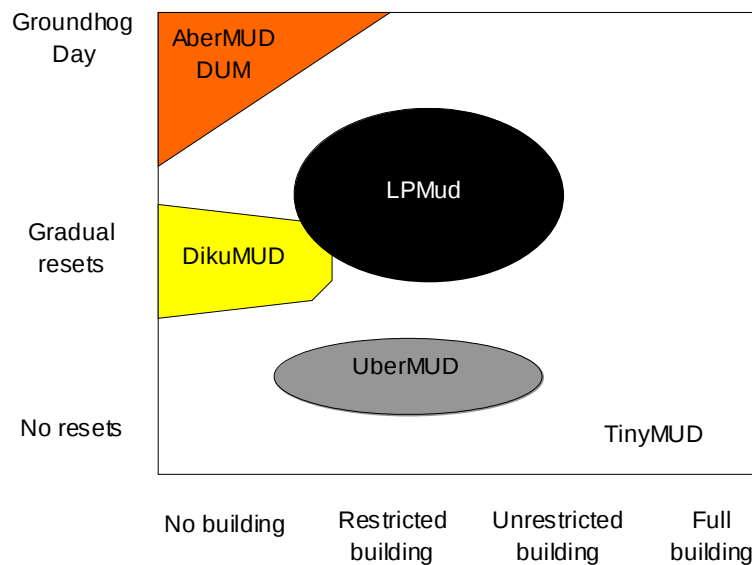 Groundhog
Day
AberMUD
DUM
LPMud
Gradual
resets
DikuMUD
UberMUD
No resets
TinyMUD
No building
Restricted
building
Unrestricted
building
Full
building